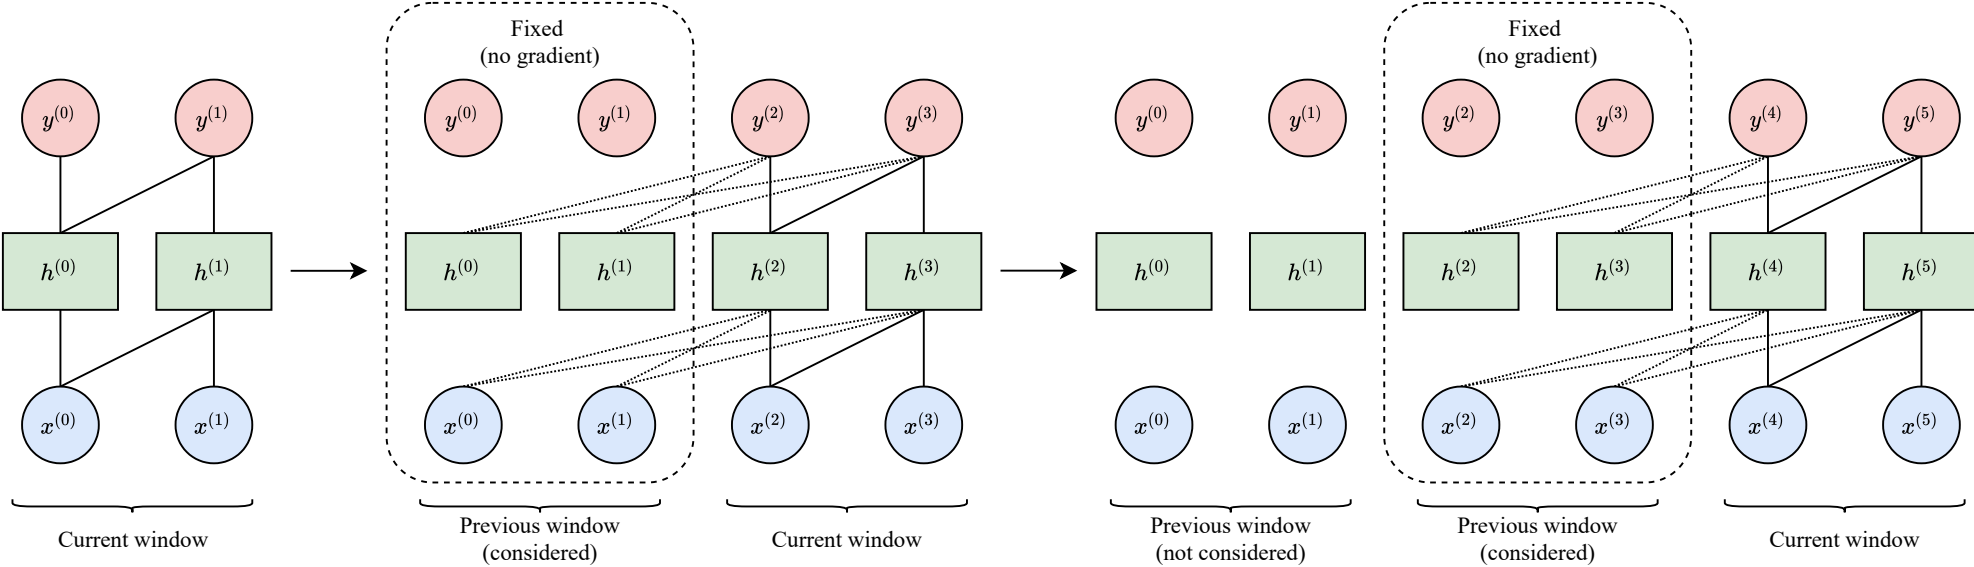 Fixed
(no gradient)
Fixed
(no gradient)
y^(0) y^(1) y^(0) y^(1) y^(2) y^(3) y^(0) y^(1) y^(2) y^(3) y^(4) y^(5)
h^(0) h^(1) h^(0) h^(1) h^(2) h^(3) h^(0) h^(1) h^(2) h^(3) h^(4) h^(5)
x^(0) x^(1) x^(0) x^(1) x^(2) x^(3) x^(0) x^(1) x^(2) x^(3) x^(4) x^(5)
Current window
Previous window
(considered)
Current window
Previous window
(not considered)
Previous window
(considered)
Current window